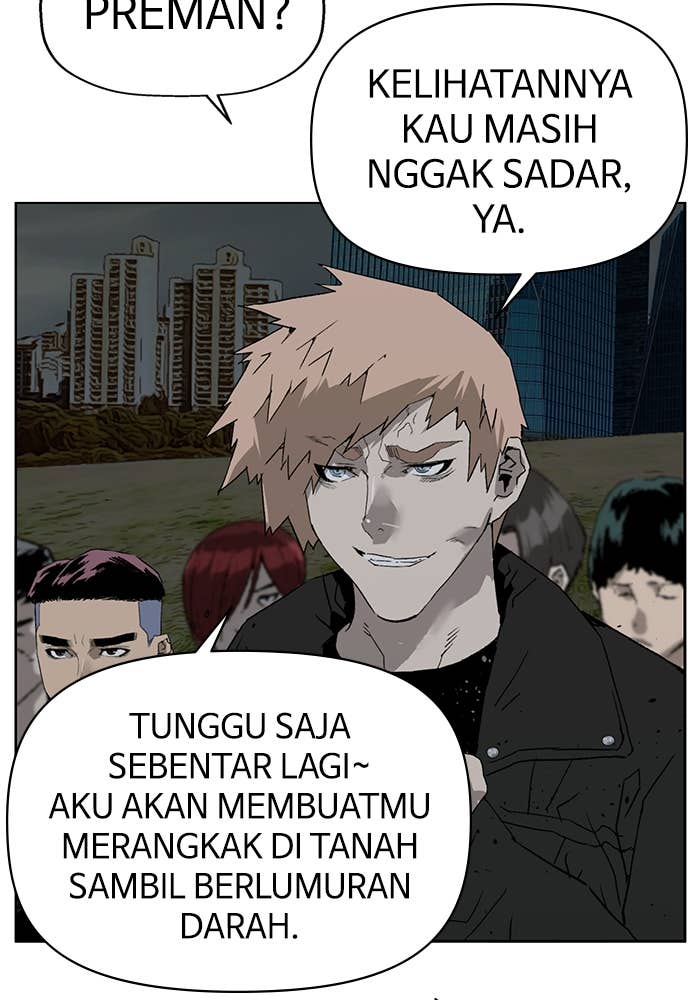 PREMAN?
KELIHATANNYA
KAU MASIH
NGGAK SADAR,
YA.
TUNGGU SAJA
SEBENTAR LAGI~
AKU AKAN MEMBUATMU
MERANGKAK DI TANAH
SAMBIL BERLUMURAN
DARAH.